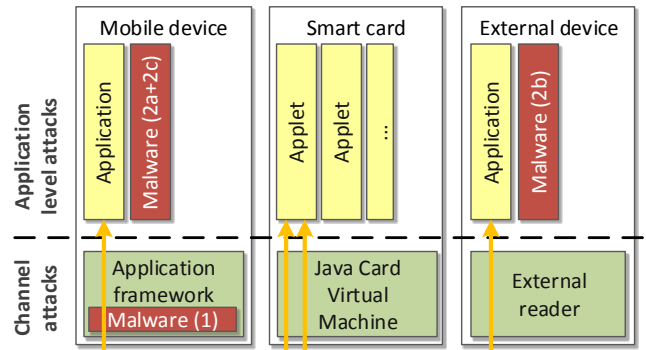 Mobile device
Smart card
External device
Application
level attacks
Application
Malware (2a+2c)
Applet
Applet
...
Application
Malware (2b)
Channel
attacks
Application
framework
Malware (1)
Java Card
Virtual
Machine
External
reader